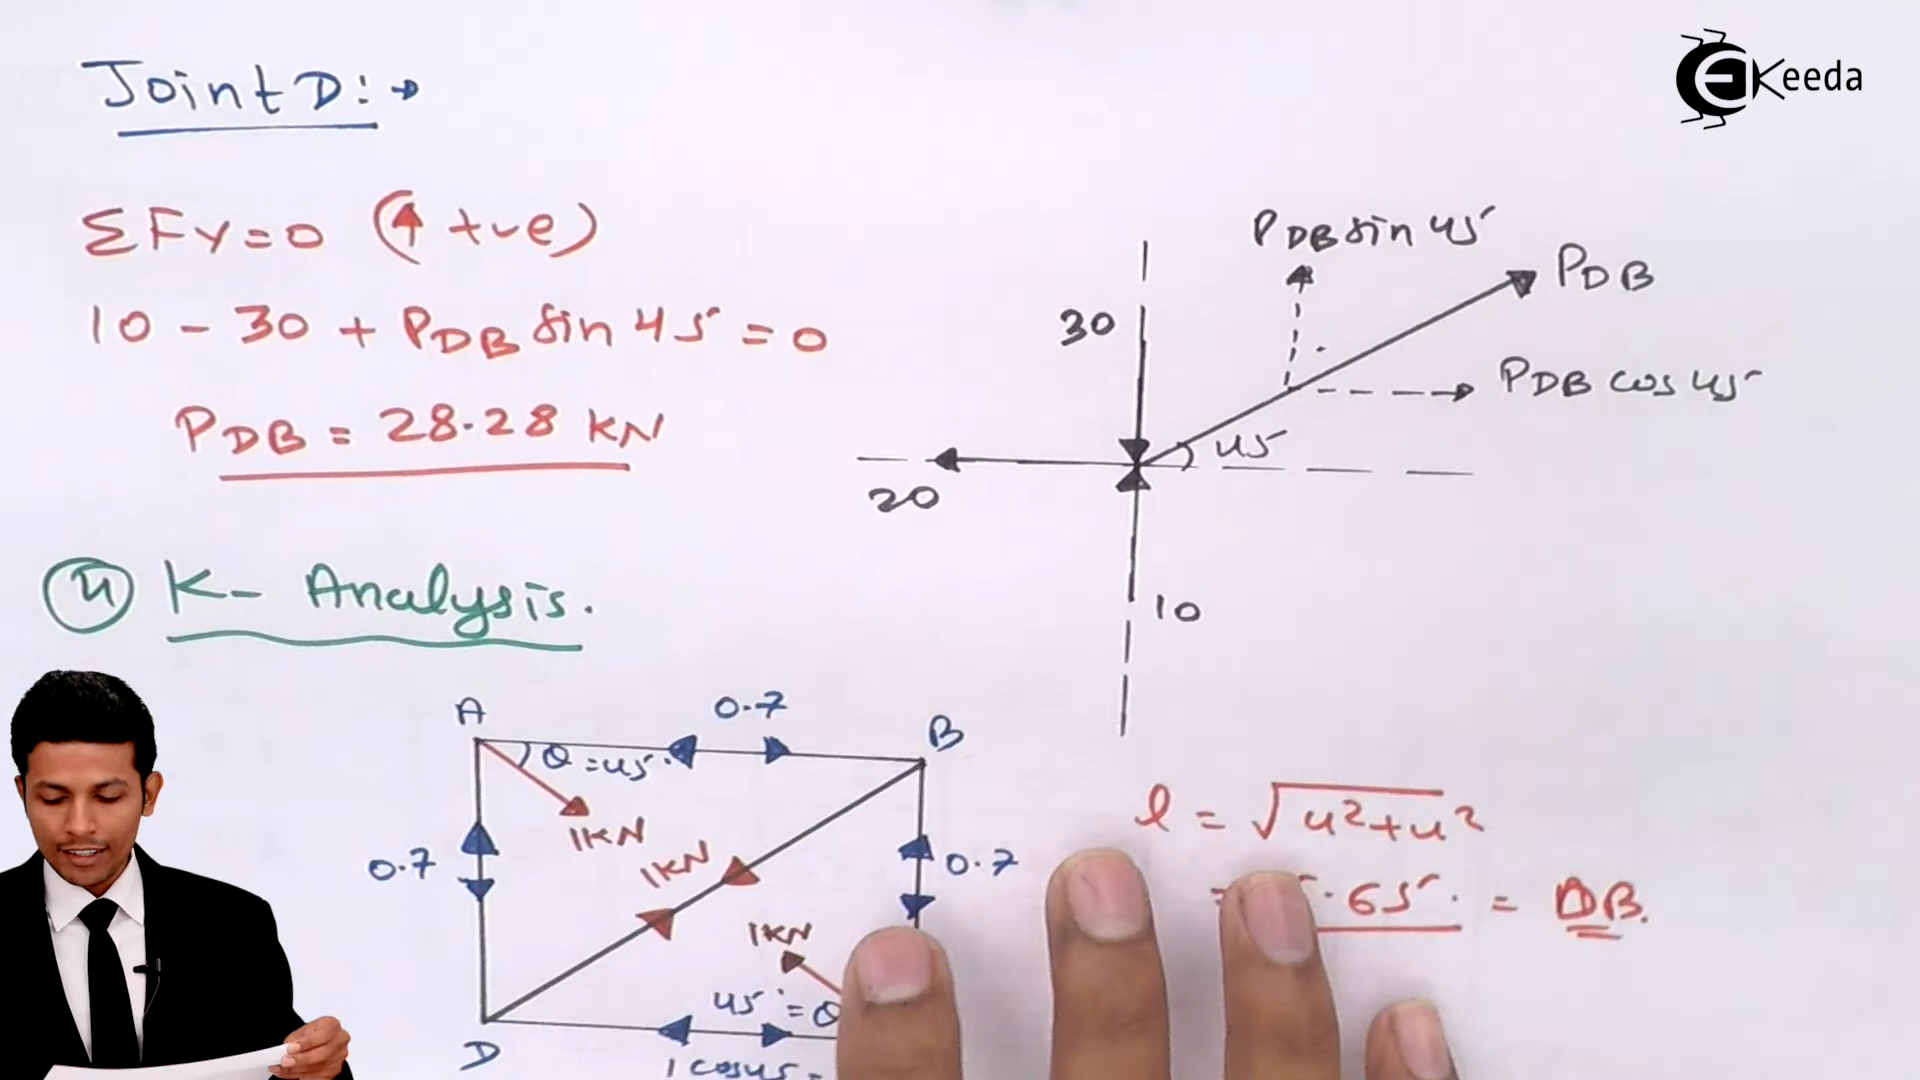 Joint D:→
ΣFy=0 (↑ +ve)
10 - 30 + PDB sin 45 = 0
PDB = 28.28 KN
④ K- Analysis.
EKeeda
PDB sin 45
PDB
30
PDB cos 45
45
20
10
A
0.7
B
θ = 45
1KN
1KN
0.7
0.7
1KN
45 = θ
D
1 cos45 =
l = √4²+4²
.65. = DB.